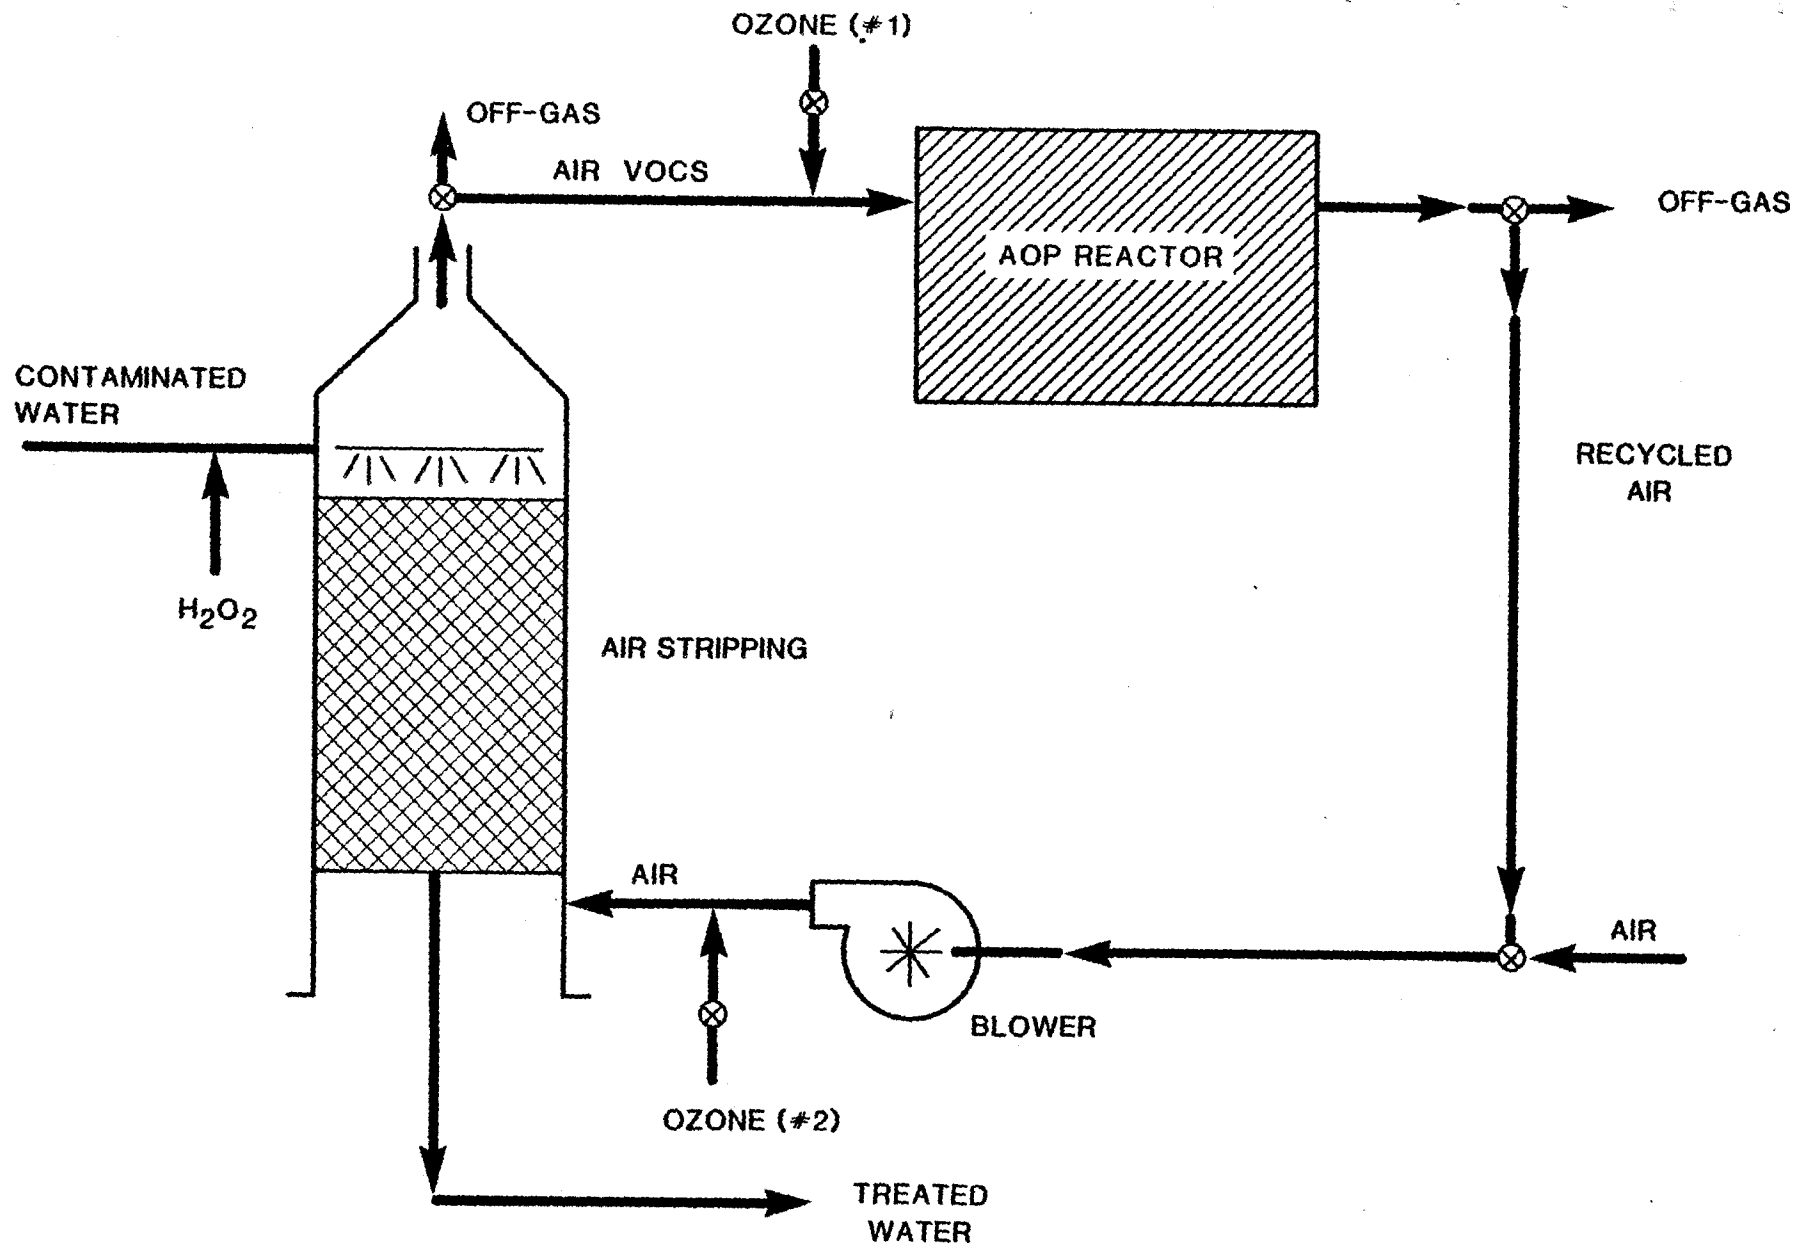 OZONE (#1)
OFF-GAS
AIR VOCS
OFF-GAS
AOP REACTOR
CONTAMINATED
WATER
RECYCLED
AIR
H₂O₂
AIR STRIPPING
AIR
AIR
BLOWER
OZONE (#2)
TREATED
WATER